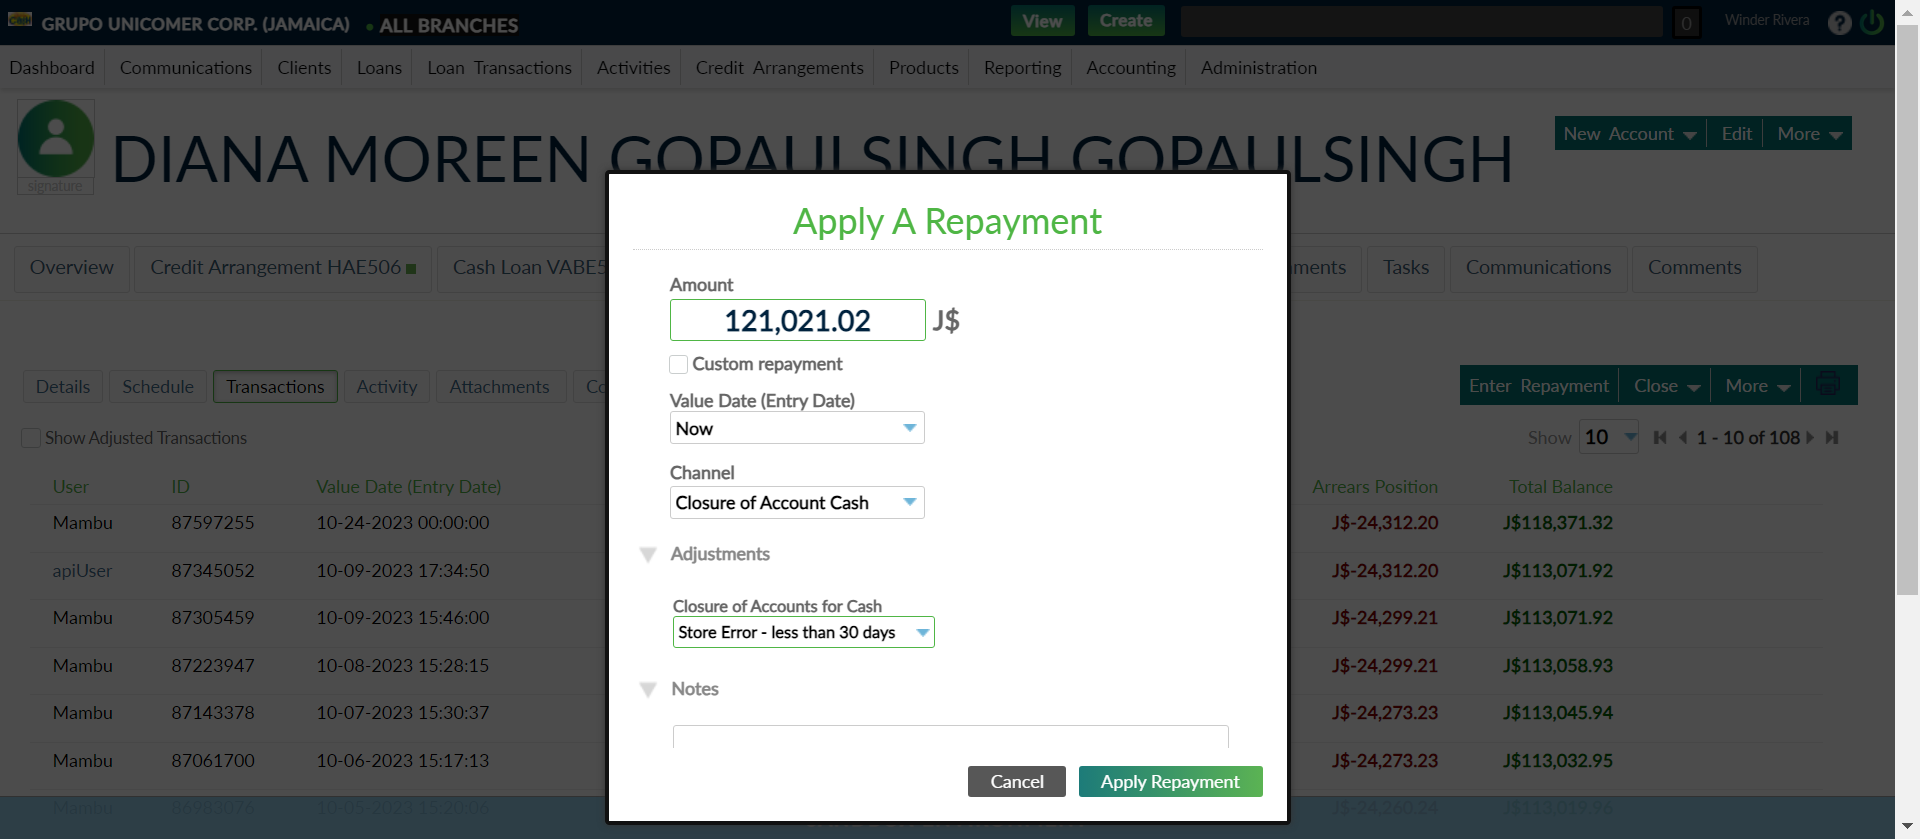 GRUPO UNICOMER CORP. (JAMAICA) ALL BRANCHES View Create 0 Winder Rivera ?
Dashboard Communications Clients Loans Loan Transactions Activities Credit Arrangements Products Reporting Accounting Administration
DIANA MOREEN GOPAULSINGH GOPAULSINGH
signature
New Account Edit More
Apply A Repayment
Overview Credit Arrangement HAE506 Cash Loan VABE5 Tasks Communications Comments
Amount
121,021.02 J$
Custom repayment
Details Schedule Transactions Activity Attachments
Enter Repayment Close More
Value Date (Entry Date)
Now
Show Adjusted Transactions
Show 10 1 - 10 of 108
Channel
Closure of Account Cash
User ID Value Date (Entry Date) Arrears Position Total Balance
Mambu 87597255 10-24-2023 00:00:00 J$-24,312.20 J$118,371.32
Adjustments
apiUser 87345052 10-09-2023 17:34:50 J$-24,312.20 J$113,071.92
Closure of Accounts for Cash
Store Error - less than 30 days
Mambu 87305459 10-09-2023 15:46:00 J$-24,299.21 J$113,071.92
Mambu 87223947 10-08-2023 15:28:15 J$-24,299.21 J$113,058.93
Notes
Mambu 87143378 10-07-2023 15:30:37 J$-24,273.23 J$113,045.94
Mambu 87061700 10-06-2023 15:17:13 J$-24,273.23 J$113,032.95
Cancel Apply Repayment
Mambu 86983076 10-05-2023 15:20:06 J$-24,260.24 J$113,019.96